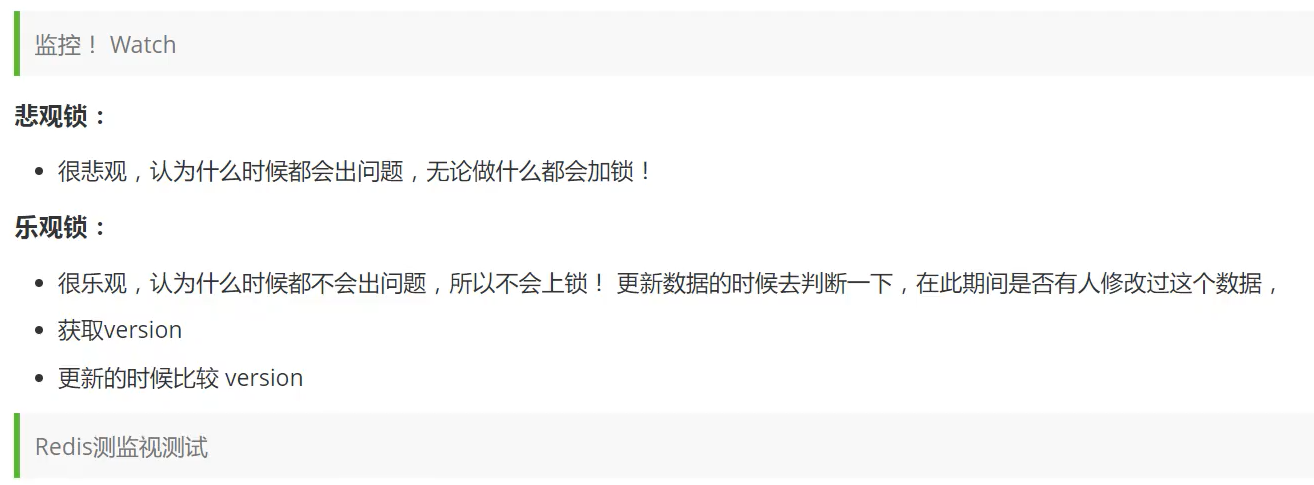 监控！ Watch
悲观锁：
很悲观，认为什么时候都会出问题，无论做什么都会加锁！
乐观锁：
很乐观，认为什么时候都不会出问题，所以不会上锁！ 更新数据的时候去判断一下，在此期间是否有人修改过这个数据，
获取version
更新的时候比较 version
Redis测监视测试